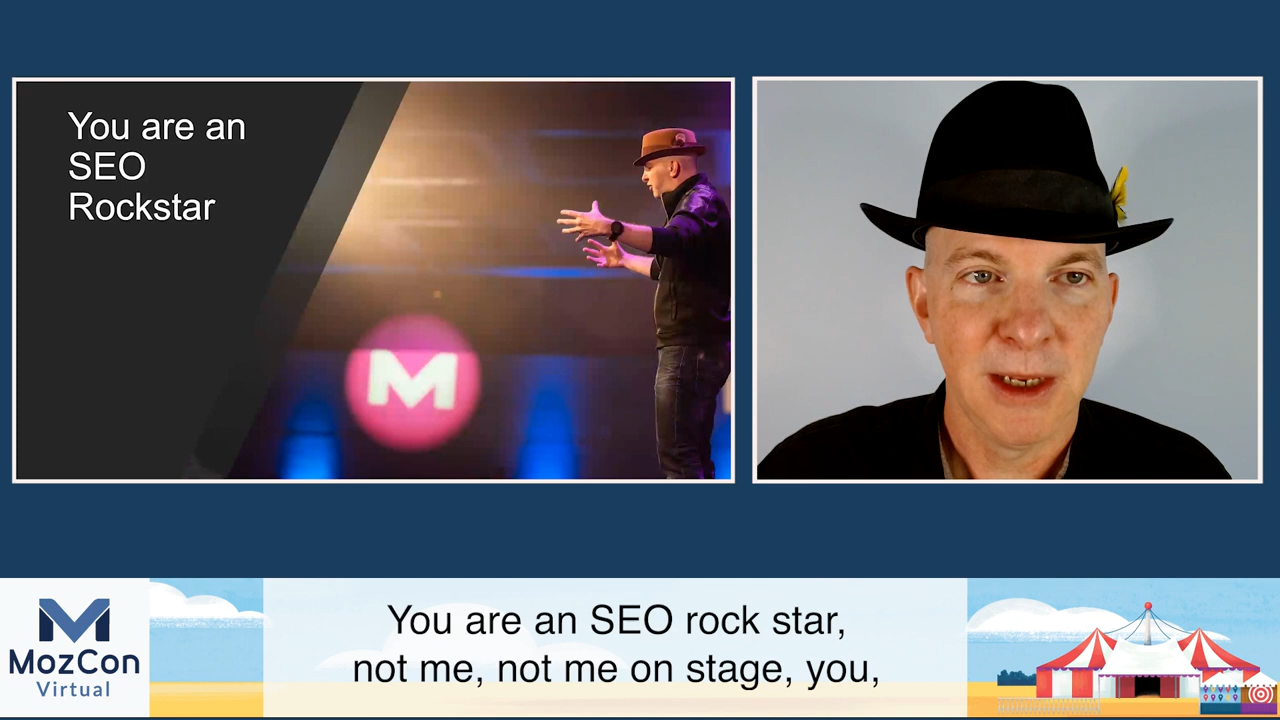 You are an
SEO
Rockstar
M
MozCon
Virtual
You are an SEO rock star,
not me, not me on stage, you,